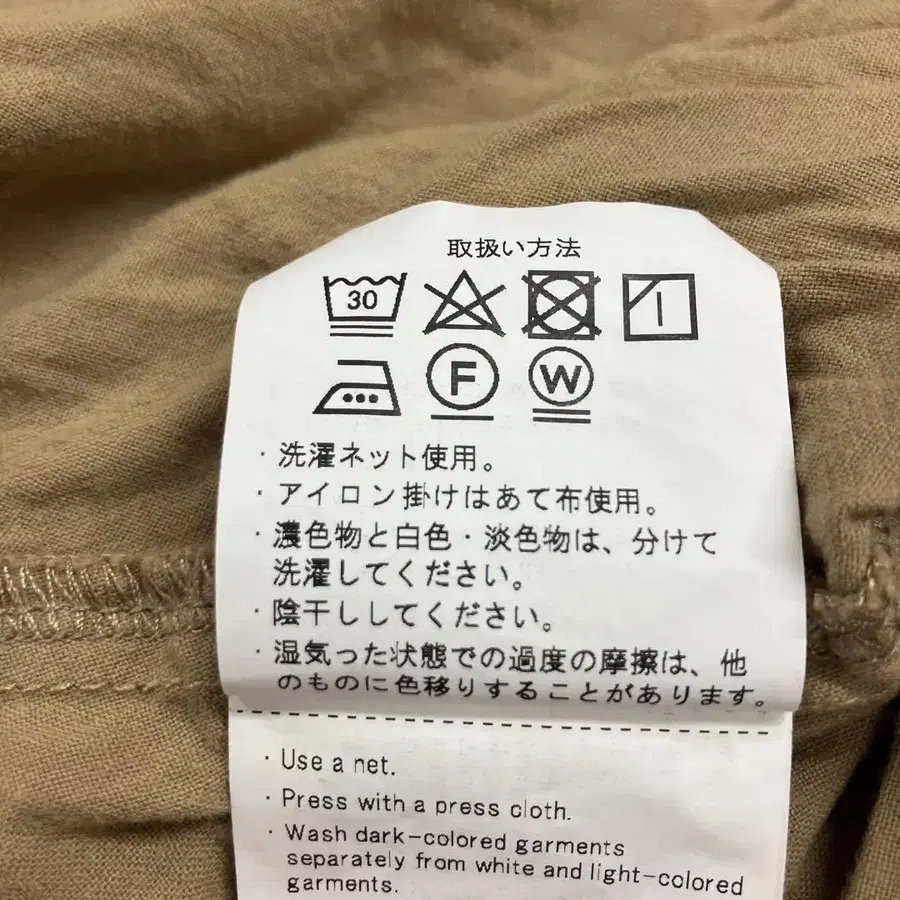 取扱い方法
30
F W
・洗濯ネット使用。
・アイロン掛けはあて布使用。
・濃色物と白色・淡色物は、分けて
洗濯してください。
・陰干ししてください。
・湿気った状態での過度の摩擦は、他
のものに色移りすることがあります。
・Use a net.
・Press with a press cloth.
・Wash dark-colored garments
separately from white and light-colored
garments.